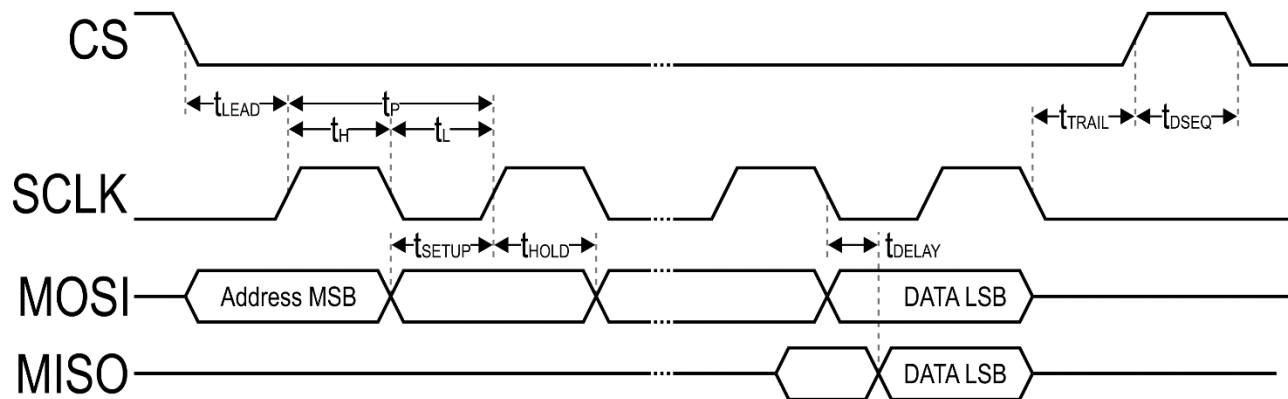 CS
tLEAD tP
tH tL
tTRAIL tDSEQ
SCLK
tSETUP tHOLD tDELAY
MOSI Address MSB DATA LSB
MISO DATA LSB